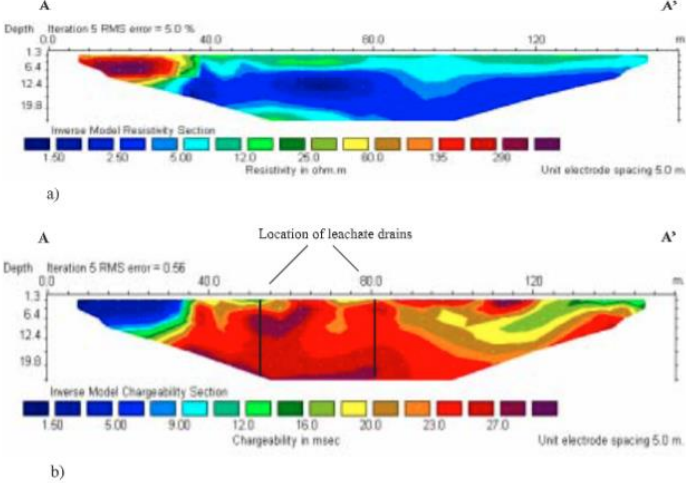 A A’
Depth Iteration 5 RMS error = 5.0 %
0.0 40.0 80.0 120 m
1.3
6.4
12.4
19.8
Inverse Model Resistivity Section
1.50 2.50 5.00 12.0 25.0 60.0 135 290
Resistivity in ohm.m Unit electrode spacing 5.0 m.
a)
Location of leachate drains
A A’
Depth Iteration 5 RMS error = 0.56
0.0 40.0 80.0 120 m
1.3
6.4
12.4
19.8
Inverse Model Chargeability Section
1.50 5.00 9.00 12.0 16.0 20.0 23.0 27.0
Chargeability in msec Unit electrode spacing 5.0 m.
b)